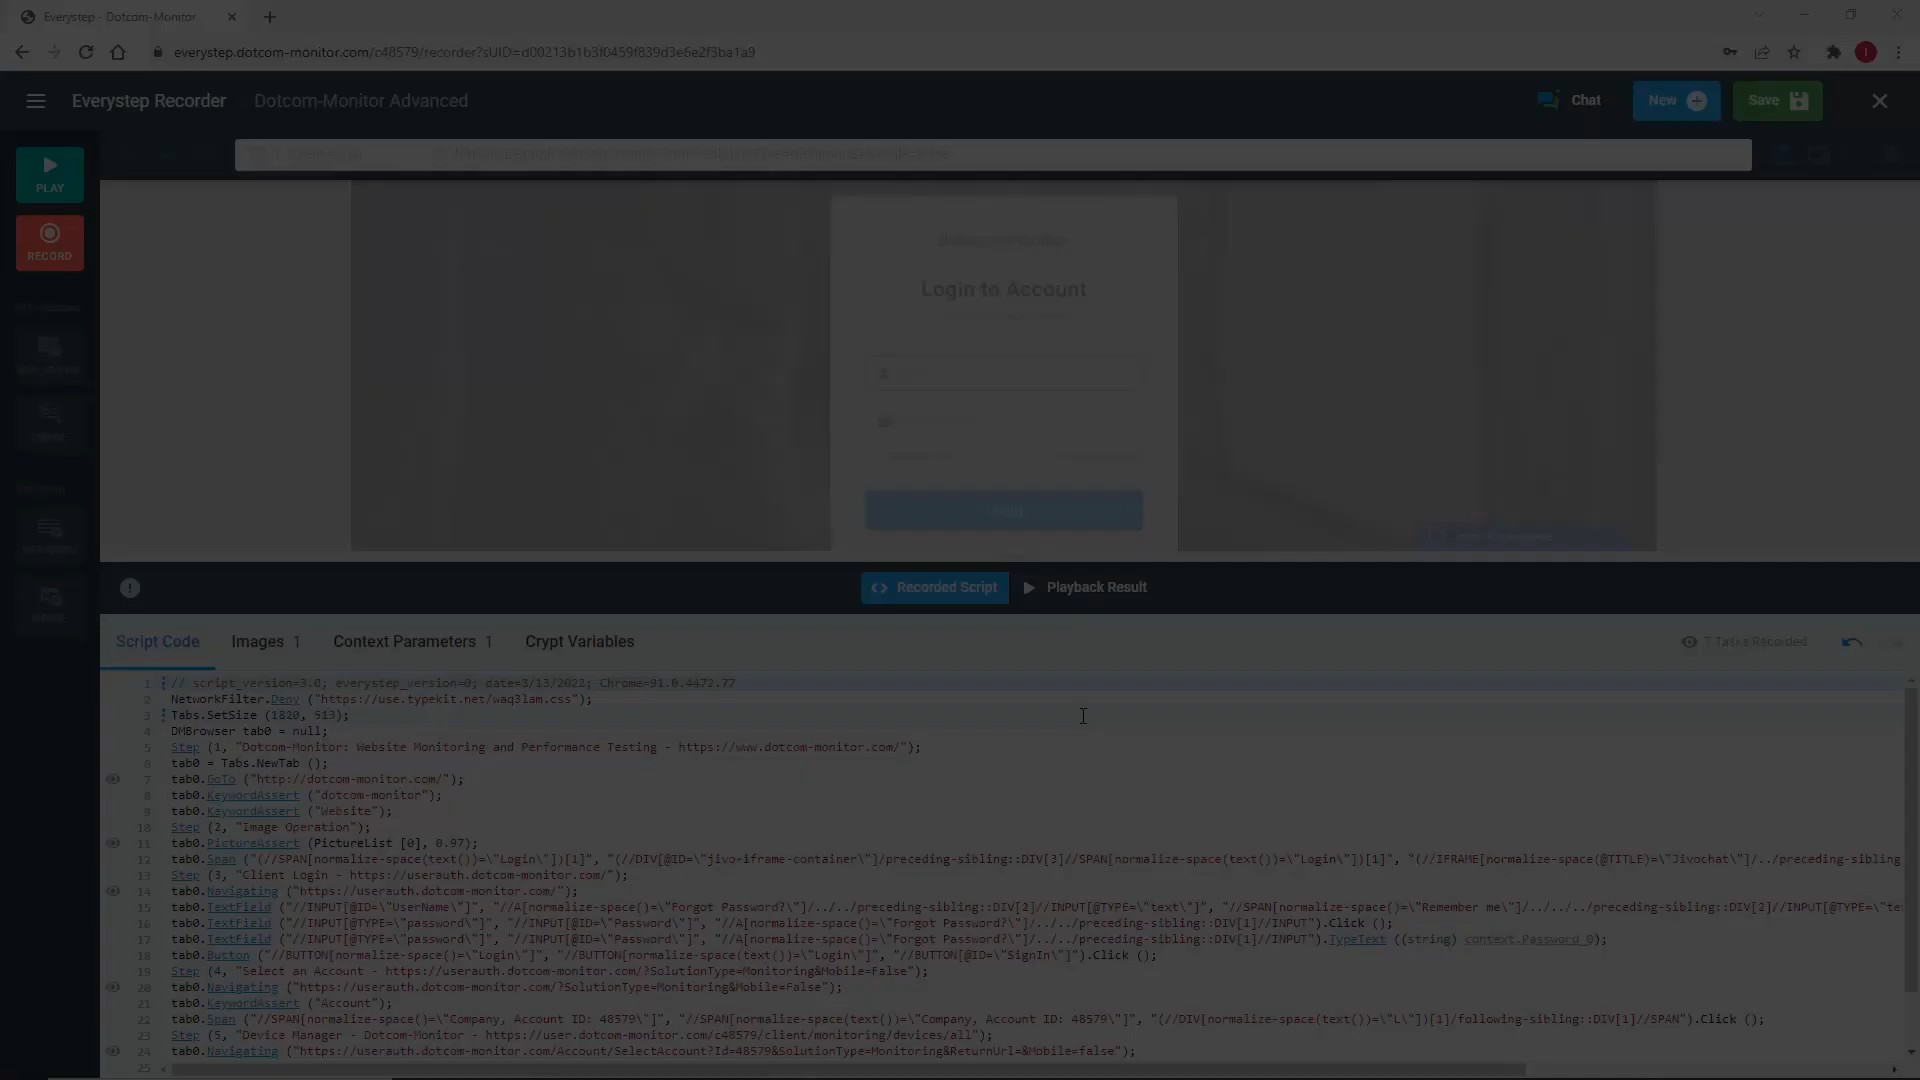 Everystep - Dotcom-Monitor
everystep.dotcom-monitor.com/c48579/recorder?sUID=d00213b1b3f0459f839d3e6e2f3ba1a9
Everystep Recorder
Dotcom-Monitor Advanced
Chat
New
Save
PLAY
RECORD
Login to Account
Recorded Script
Playback Result
Script Code
Images 1
Context Parameters 1
Crypt Variables
7 Tasks Recorded
1 // script_version=3.0; everystep_version=0; date=3/13/2022; Chrome=91.0.4472.77
2 NetworkFilter.Deny ("https://use.typekit.net/waq3lam.css");
3 Tabs.SetSize (1820, 513);
4 DMBrowser tab0 = null;
5 Step (1, "Dotcom-Monitor: Website Monitoring and Performance Testing - https://www.dotcom-monitor.com/");
6 tab0 = Tabs.NewTab ();
7 tab0.GoTo ("http://dotcom-monitor.com/");
8 tab0.KeywordAssert ("dotcom-monitor");
9 tab0.KeywordAssert ("Website");
10 Step (2, "Image Operation");
11 tab0.PictureAssert (PictureList [0], 0.97);
12 tab0.Span ("(//SPAN[normalize-space(text())=\"Login\"])[1]", "(//DIV[@ID=\"jivo-iframe-container\"]/preceding-sibling::DIV[3]//SPAN[normalize-space(text())=\"Login\"])[1]", "(//IFRAME[normalize-space(@TITLE)=\"Jivochat\"]/../preceding-sibling
13 Step (3, "Client Login - https://userauth.dotcom-monitor.com/");
14 tab0.Navigating ("https://userauth.dotcom-monitor.com/");
15 tab0.TextField ("//INPUT[@ID=\"UserName\"]", "//A[normalize-space()=\"Forgot Password?\"]/../../preceding-sibling::DIV[2]//INPUT[@TYPE=\"text\"]", "//SPAN[normalize-space()=\"Remember me\"]/../../../preceding-sibling::DIV[2]//INPUT[@TYPE=\"te
16 tab0.TextField ("//INPUT[@TYPE=\"password\"]", "//INPUT[@ID=\"Password\"]", "//A[normalize-space()=\"Forgot Password?\"]/../../preceding-sibling::DIV[1]//INPUT").Click ();
17 tab0.TextField ("//INPUT[@TYPE=\"password\"]", "//INPUT[@ID=\"Password\"]", "//A[normalize-space()=\"Forgot Password?\"]/../../preceding-sibling::DIV[1]//INPUT").TypeText ((string) context.Password_0);
18 tab0.Button ("//BUTTON[normalize-space()=\"Login\"]", "//BUTTON[normalize-space(text())=\"Login\"]", "//BUTTON[@ID=\"SignIn\"]").Click ();
19 Step (4, "Select an Account - https://userauth.dotcom-monitor.com/?SolutionType=Monitoring&Mobile=False");
20 tab0.Navigating ("https://userauth.dotcom-monitor.com/?SolutionType=Monitoring&Mobile=False");
21 tab0.KeywordAssert ("Account");
22 tab0.Span ("//SPAN[normalize-space()=\"Company, Account ID: 48579\"]", "//SPAN[normalize-space(text())=\"Company, Account ID: 48579\"]", "(//DIV[normalize-space(text())=\"L\"])[1]/following-sibling::DIV[1]//SPAN").Click ();
23 Step (5, "Device Manager - Dotcom-Monitor - https://user.dotcom-monitor.com/c48579/client/monitoring/devices/all");
24 tab0.Navigating ("https://userauth.dotcom-monitor.com/Account/SelectAccount?Id=48579&SolutionType=Monitoring&ReturnUrl=&Mobile=false");
25